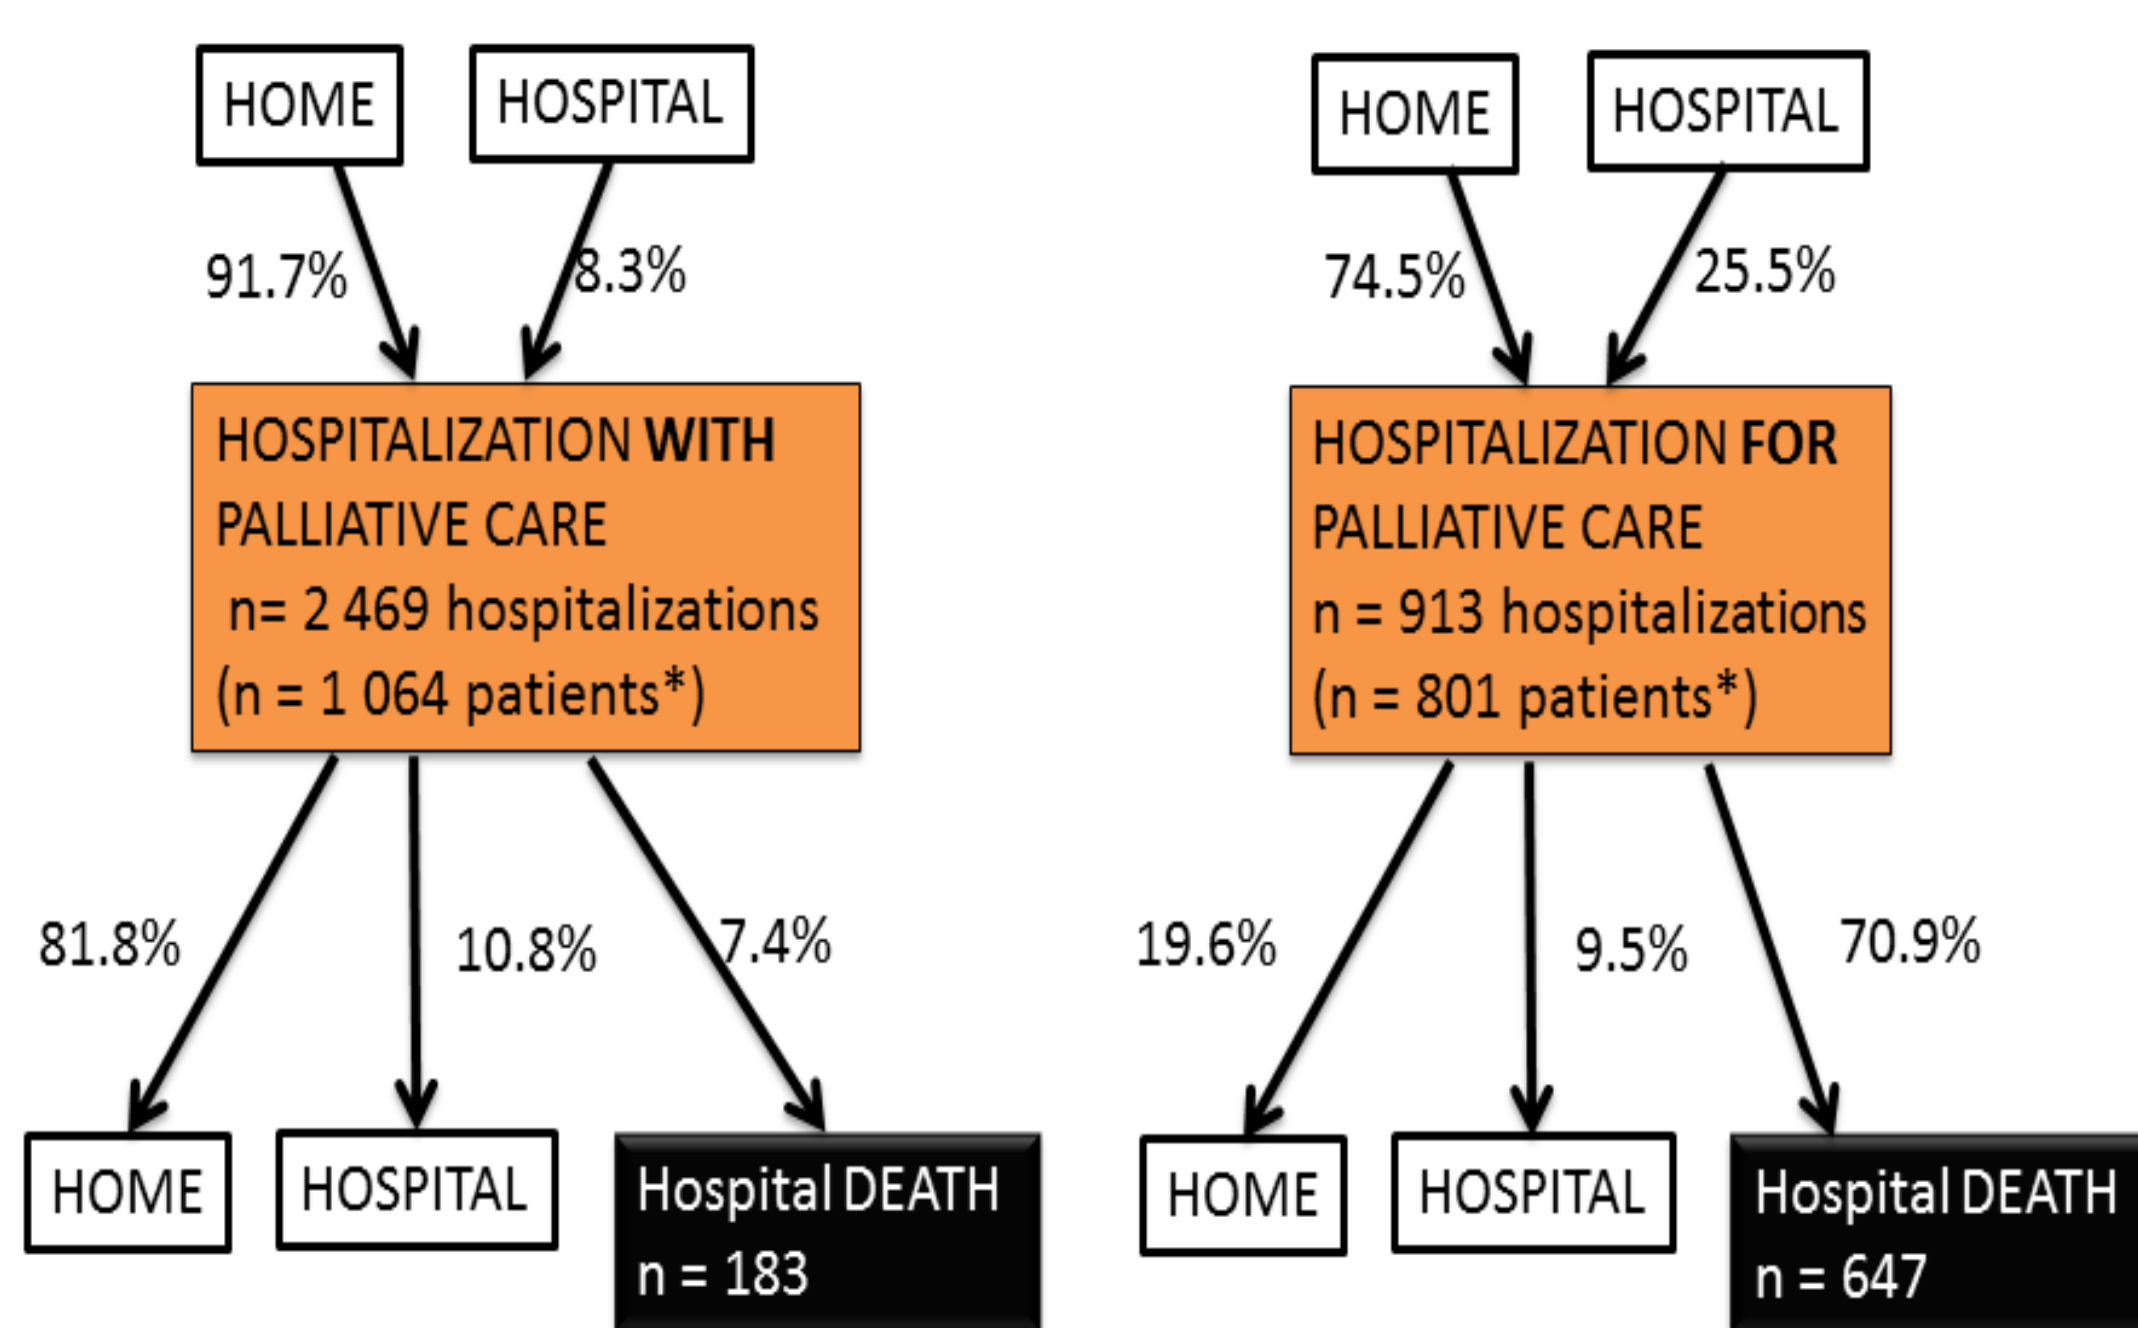 HOME
HOSPITAL
91.7%
8.3%
HOSPITALIZATION WITH
PALLIATIVE CARE
n= 2 469 hospitalizations
(n = 1 064 patients*)
81.8%
10.8%
7.4%
HOME
HOSPITAL
Hospital DEATH
n = 183
HOME
HOSPITAL
74.5%
25.5%
HOSPITALIZATION FOR
PALLIATIVE CARE
n = 913 hospitalizations
(n = 801 patients*)
19.6%
9.5%
70.9%
HOME
HOSPITAL
Hospital DEATH
n = 647